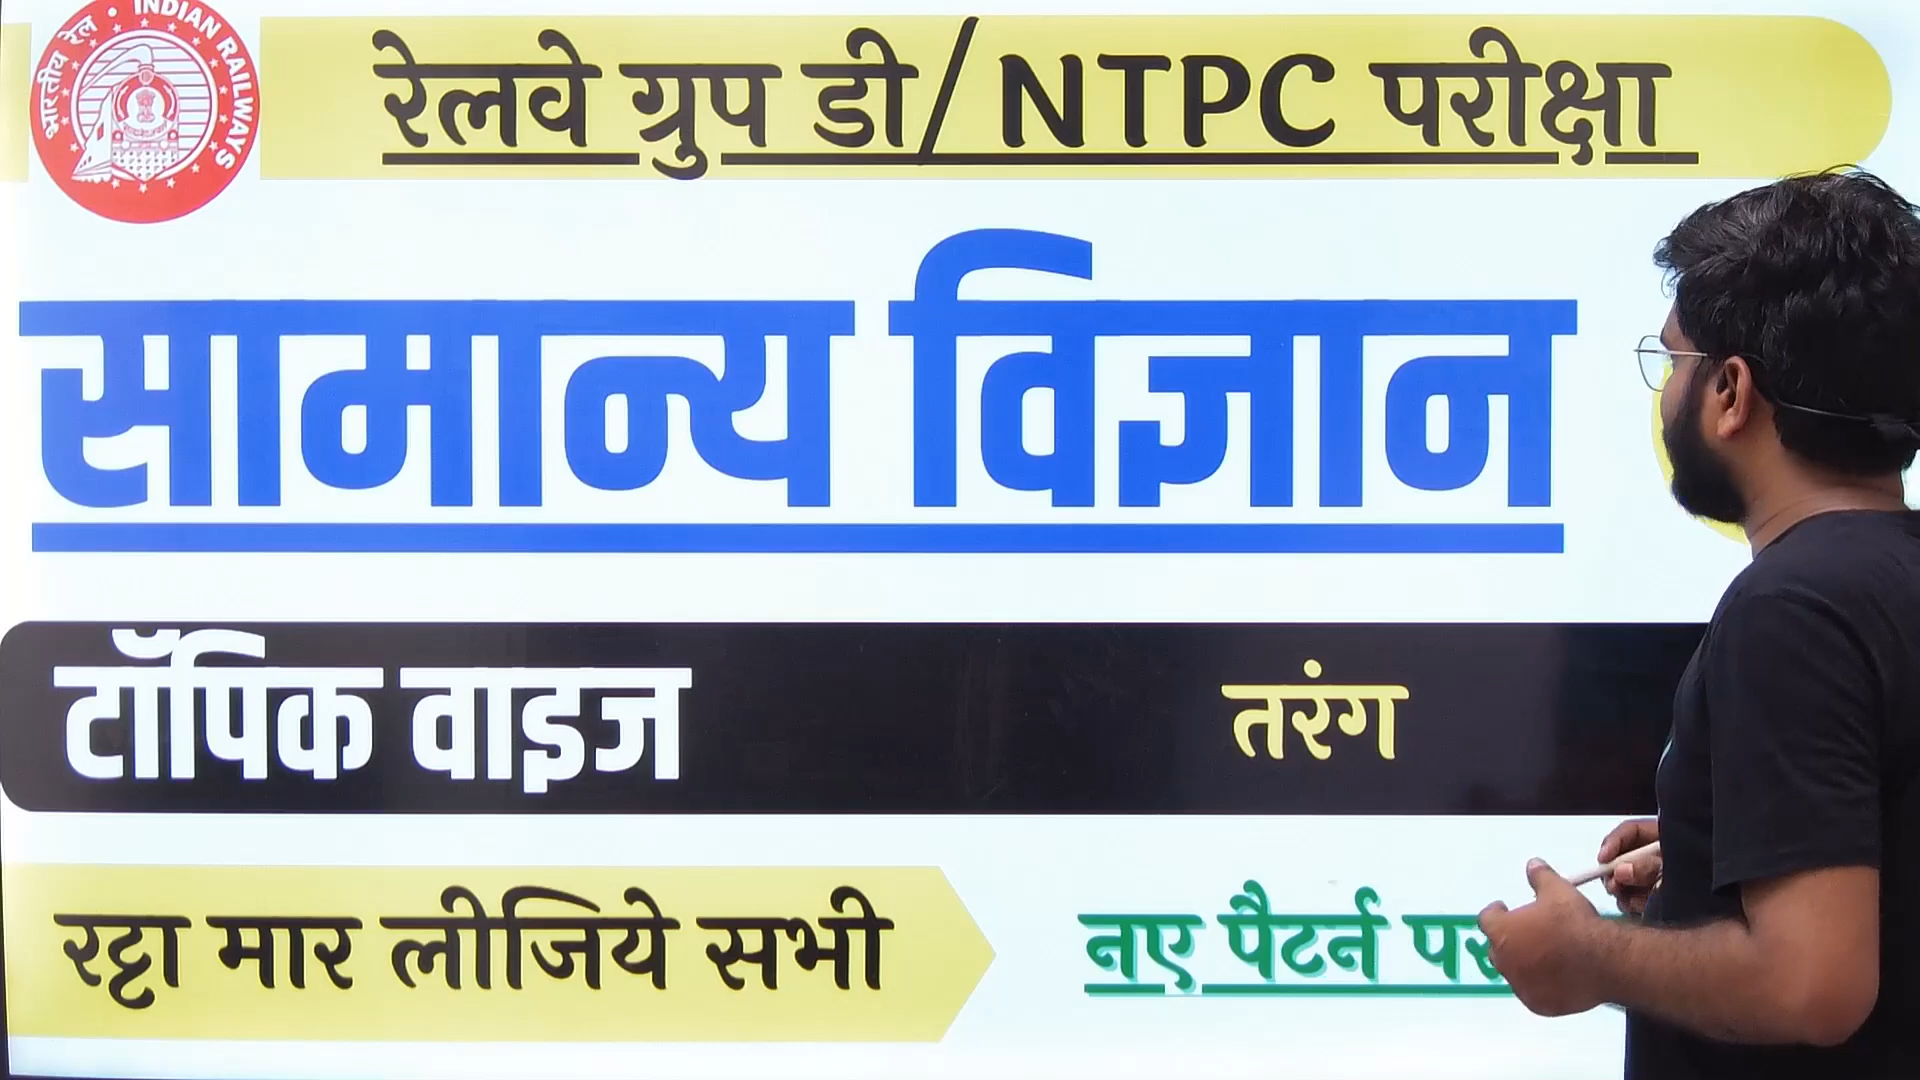 भारतीय रेल • INDIAN RAILWAYS
रेलवे ग्रुप डी/NTPC परीक्षा
सामान्य विज्ञान
टॉपिक वाइज तरंग
रट्टा मार लीजिये सभी
नए पैटर्न पर